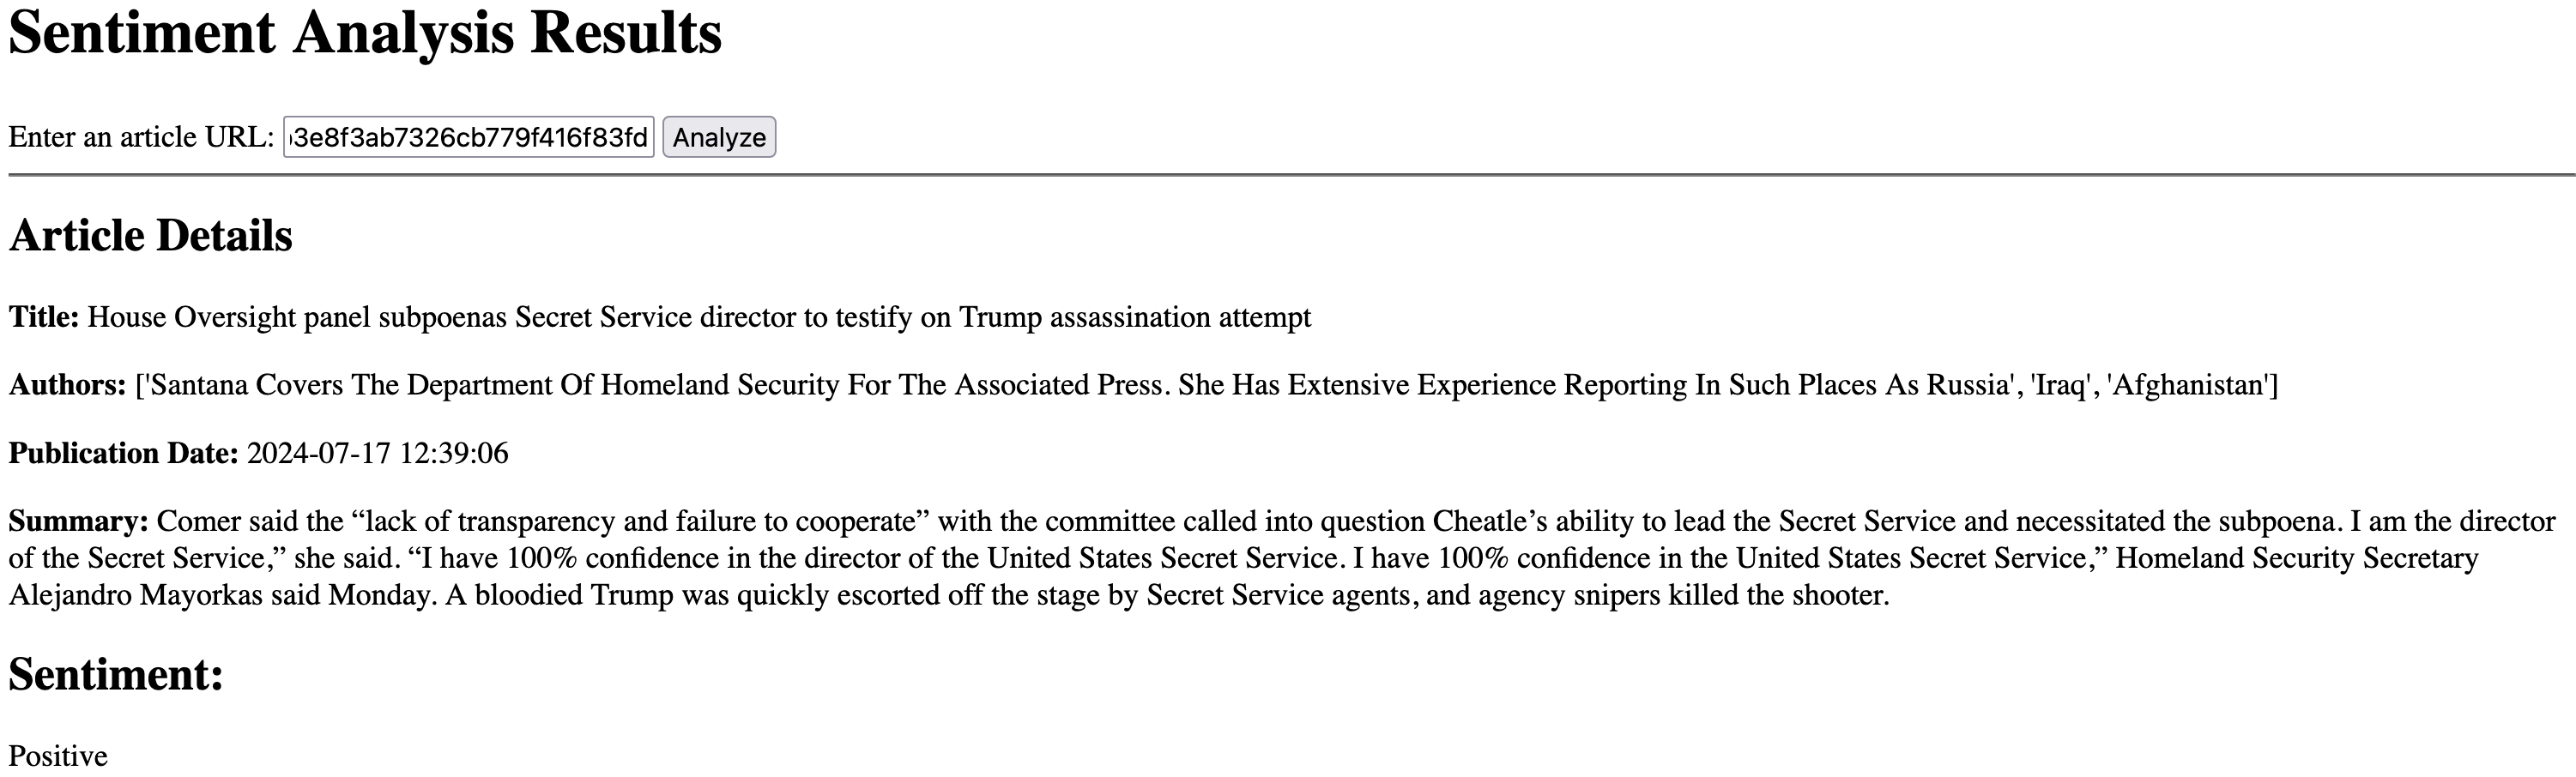 Sentiment Analysis Results
Enter an article URL: 3e8f3ab7326cb779f416f83fd Analyze
Article Details
Title: House Oversight panel subpoenas Secret Service director to testify on Trump assassination attempt
Authors: ['Santana Covers The Department Of Homeland Security For The Associated Press. She Has Extensive Experience Reporting In Such Places As Russia', 'Iraq', 'Afghanistan']
Publication Date: 2024-07-17 12:39:06
Summary: Comer said the “lack of transparency and failure to cooperate” with the committee called into question Cheatle’s ability to lead the Secret Service and necessitated the subpoena. I am the director
of the Secret Service,” she said. “I have 100% confidence in the director of the United States Secret Service. I have 100% confidence in the United States Secret Service,” Homeland Security Secretary
Alejandro Mayorkas said Monday. A bloodied Trump was quickly escorted off the stage by Secret Service agents, and agency snipers killed the shooter.
Sentiment:
Positive